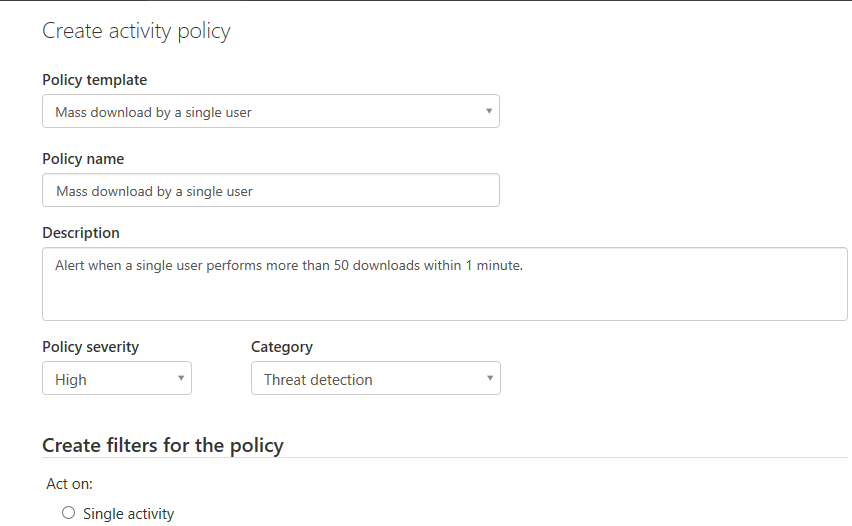 Create activity policy
Policy template
Mass download by a single user
Policy name
Mass download by a single user
Description
Alert when a single user performs more than 50 downloads within 1 minute.
Policy severity
Category
High
Threat detection
Create filters for the policy
Act on:
Single activity